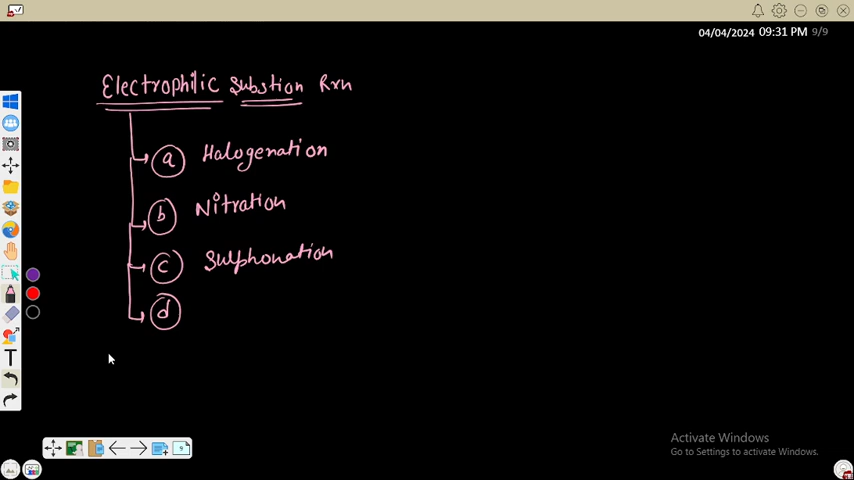 04/04/2024 09:31 PM 9/9
Electrophilic Substion Rxn
a Halogenation
b Nitration
c Sulphonation
d
T
9
Activate Windows
Go to Settings to activate Windows.